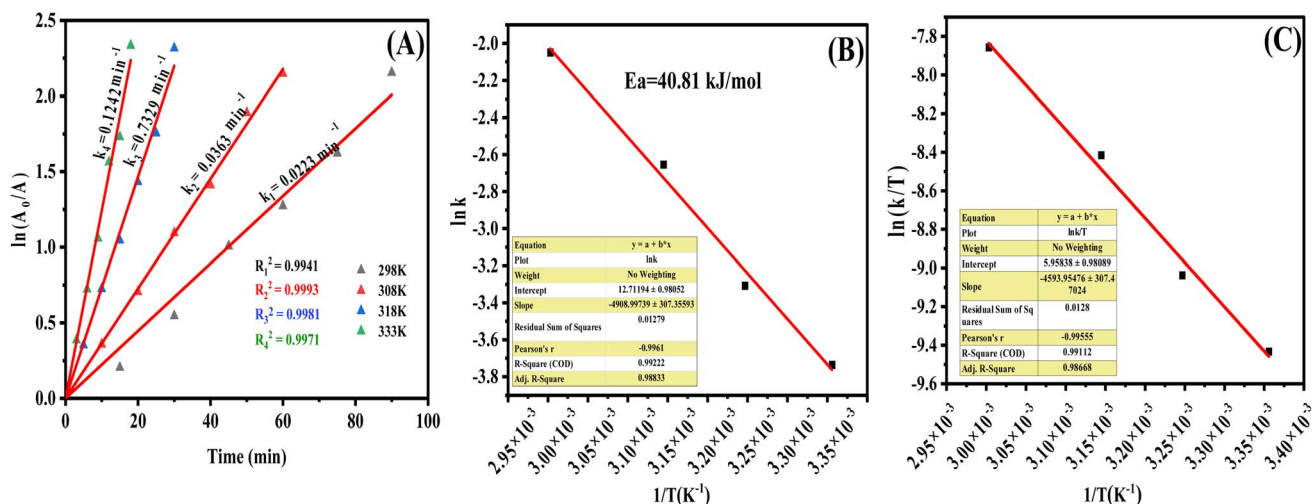 (A)
2.5
2.0
1.5
1.0
0.5
0.0
ln(A₀/A)
k₄=0.1242min⁻¹
k₃=0.7329 min⁻¹
k₂=0.0363 min⁻¹
k₁=0.0223 min⁻¹
R₁² = 0.9941
R₂² = 0.9993
R₃² = 0.9981
R₄² = 0.9971
298K
308K
318K
333K
0 20 40 60 80 100
Time (min)
(B)
Ea=40.81 kJ/mol
-2.0
-2.2
-2.4
-2.6
-3.0
-3.2
-3.4
-3.6
-3.8
ln k
Equation y = a + b*x
Plot lnk
Weight No Weighting
Intercept 12.71194 ± 0.98052
Slope -4908.99739 ± 307.35593
Residual Sum of Squares 0.01279
Pearson's r -0.9961
R-Square (COD) 0.99222
Adj. R-Square 0.98833
2.95×10⁻³ 3.00×10⁻³ 3.05×10⁻³ 3.10×10⁻³ 3.15×10⁻³ 3.20×10⁻³ 3.25×10⁻³ 3.30×10⁻³ 3.35×10⁻³
1/T(K⁻¹)
(C)
-7.8
-8.0
-8.2
-8.4
-8.6
-8.8
-9.0
-9.2
-9.4
-9.6
ln (k/T)
Equation y = a + b*x
Plot lnk/T
Weight No Weighting
Intercept 5.95838 ± 0.98089
Slope -4593.95476 ± 307.4
7024
Residual Sum of Sq 0.0128
uares
Pearson's r -0.99555
R-Square (COD) 0.99112
Adj. R-Square 0.98668
2.95×10⁻³ 3.00×10⁻³ 3.05×10⁻³ 3.10×10⁻³ 3.15×10⁻³ 3.20×10⁻³ 3.25×10⁻³ 3.30×10⁻³ 3.35×10⁻³ 3.40×10⁻³
1/T(K⁻¹)